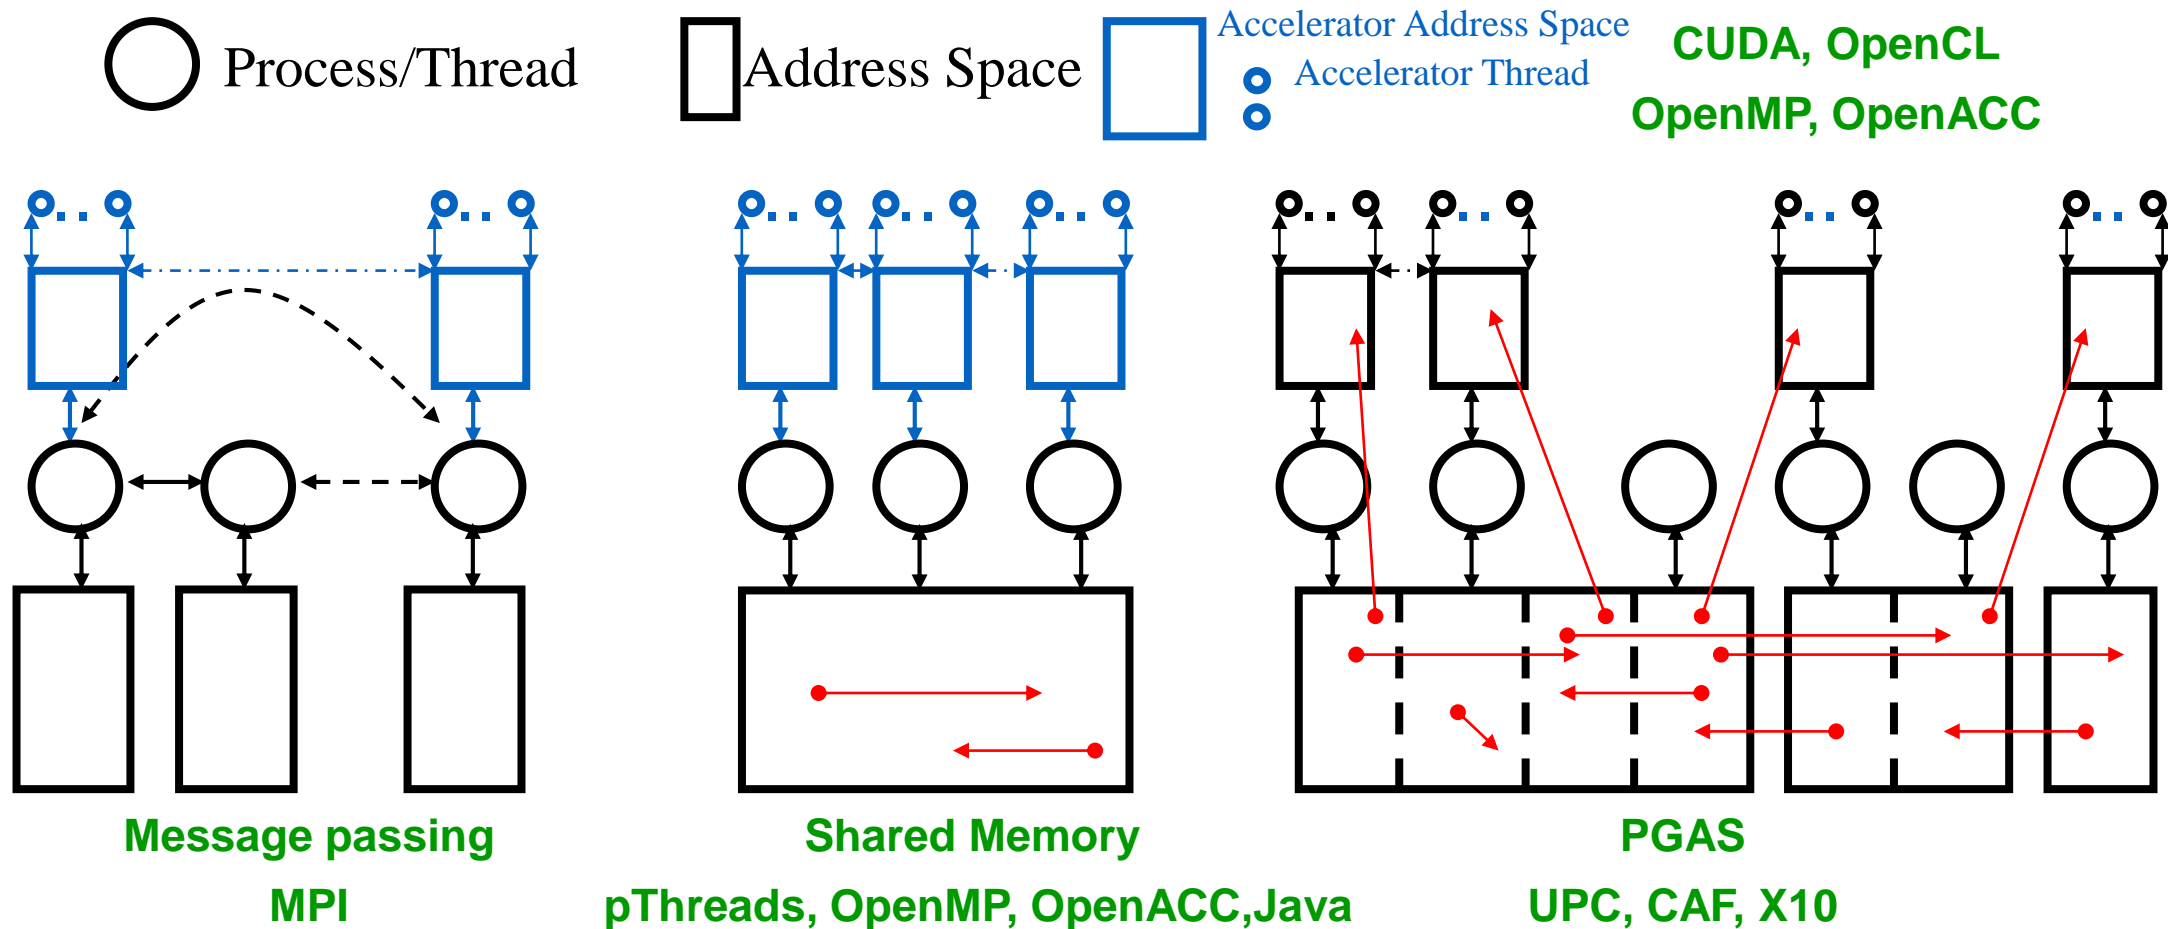 Process/Thread
Address Space
Accelerator Address Space
Accelerator Thread
CUDA, OpenCL
OpenMP, OpenACC
Message passing
MPI
Shared Memory
pThreads, OpenMP, OpenACC,Java
PGAS
UPC, CAF, X10